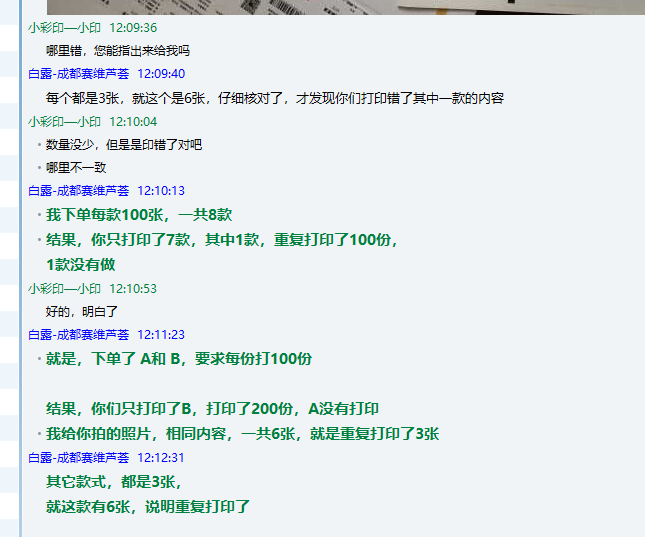 小彩印—小印 12:09:36
哪里错，您能指出来给我吗
白露-成都赛维芦荟 12:09:40
每个都是3张，就这个是6张，仔细核对了，才发现你们打印错了其中一款的内容
小彩印—小印 12:10:04
数量没少，但是是印错了对吧
哪里不一致
白露-成都赛维芦荟 12:10:13
我下单每款100张，一共8款
结果，你只打印了7款，其中1款，重复打印了100份，
1款没有做
小彩印—小印 12:10:53
好的，明白了
白露-成都赛维芦荟 12:11:23
就是，下单了 A和 B，要求每份打100份
结果，你们只打印了B，打印了200份，A没有打印
我给你拍的照片，相同内容，一共6张，就是重复打印了3张
白露-成都赛维芦荟 12:12:31
其它款式，都是3张，
就这款有6张，说明重复打印了